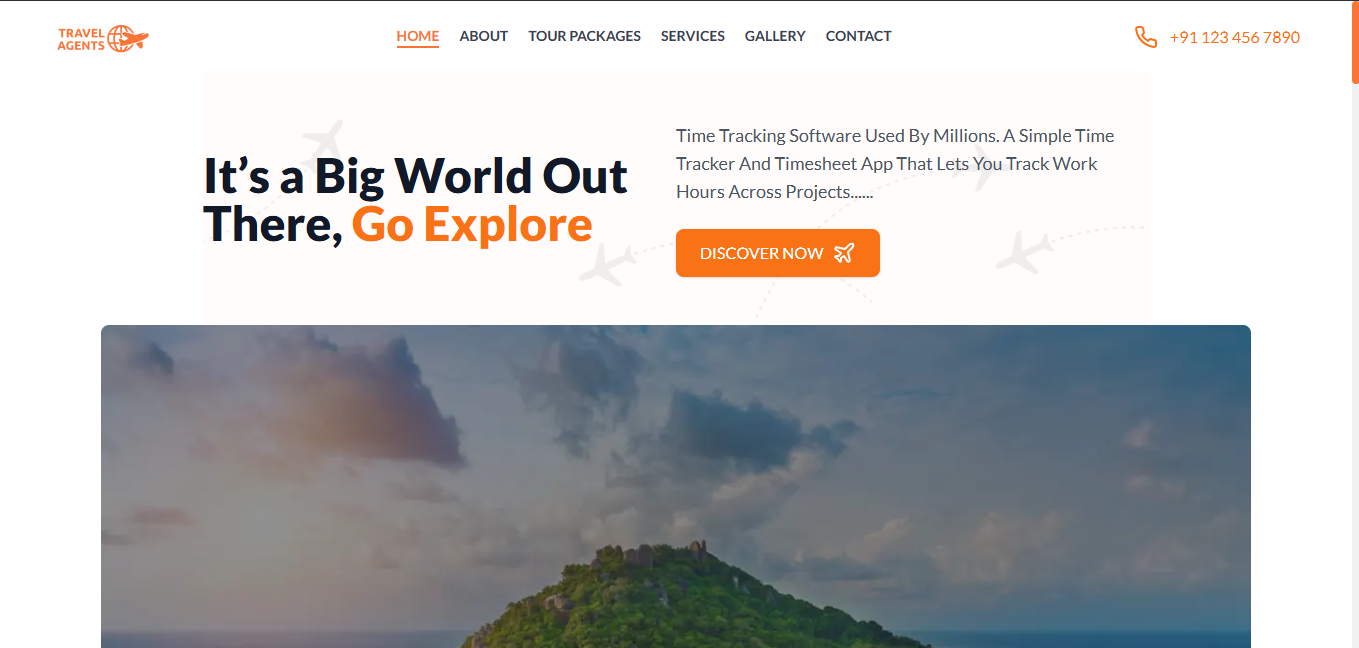 TRAVEL
AGENTS
HOME ABOUT TOUR PACKAGES SERVICES GALLERY CONTACT
+91 123 456 7890
It’s a Big World Out
There, Go Explore
Time Tracking Software Used By Millions. A Simple Time
Tracker And Timesheet App That Lets You Track Work
Hours Across Projects......
DISCOVER NOW